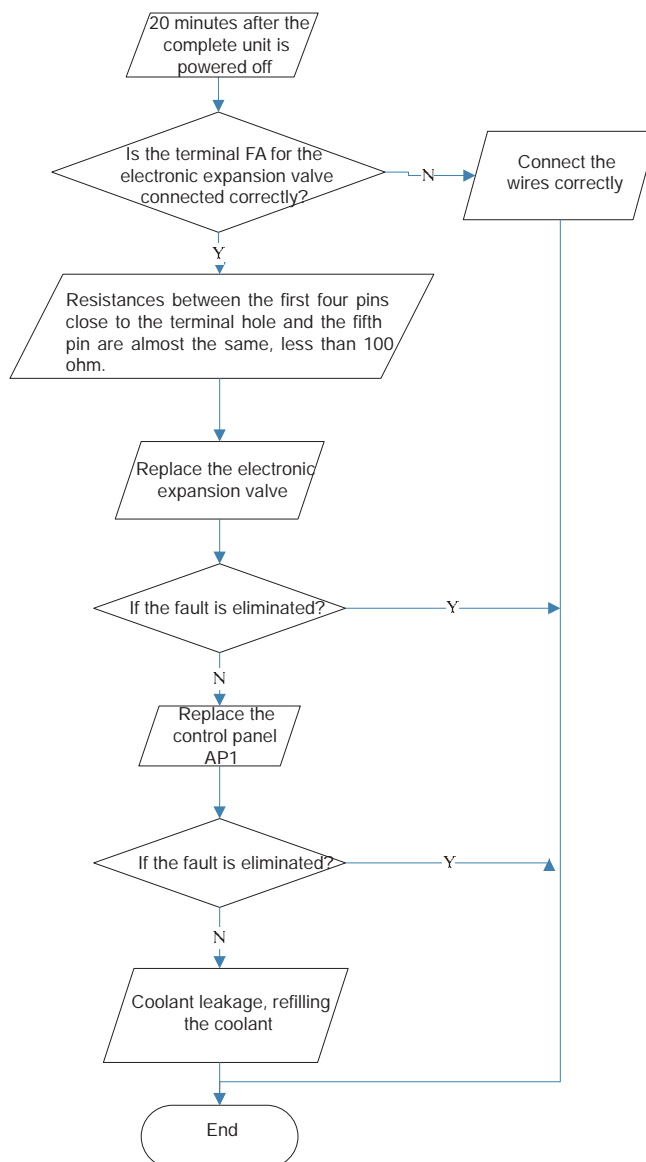 20 minutes after the
complete unit is
powered off
Is the terminal FA for the
electronic expansion valve
connected correctly?
N
Connect the
wires correctly
Y
Resistances between the first four pins
close to the terminal hole and the fifth
pin are almost the same, less than 100
ohm.
Replace the electronic
expansion valve
If the fault is eliminated?
Y
N
Replace the
control panel
AP1
If the fault is eliminated?
Y
N
Coolant leakage, refilling
the coolant
End